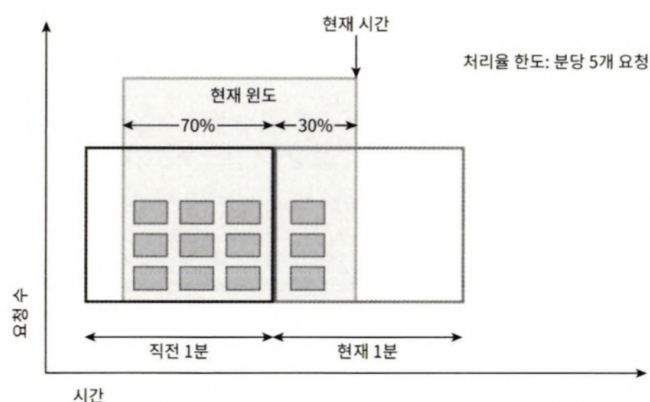 현재 시간
처리율 한도: 분당 5개 요청
현재 윈도
70%
30%
요청 수
직전 1분
현재 1분
시간